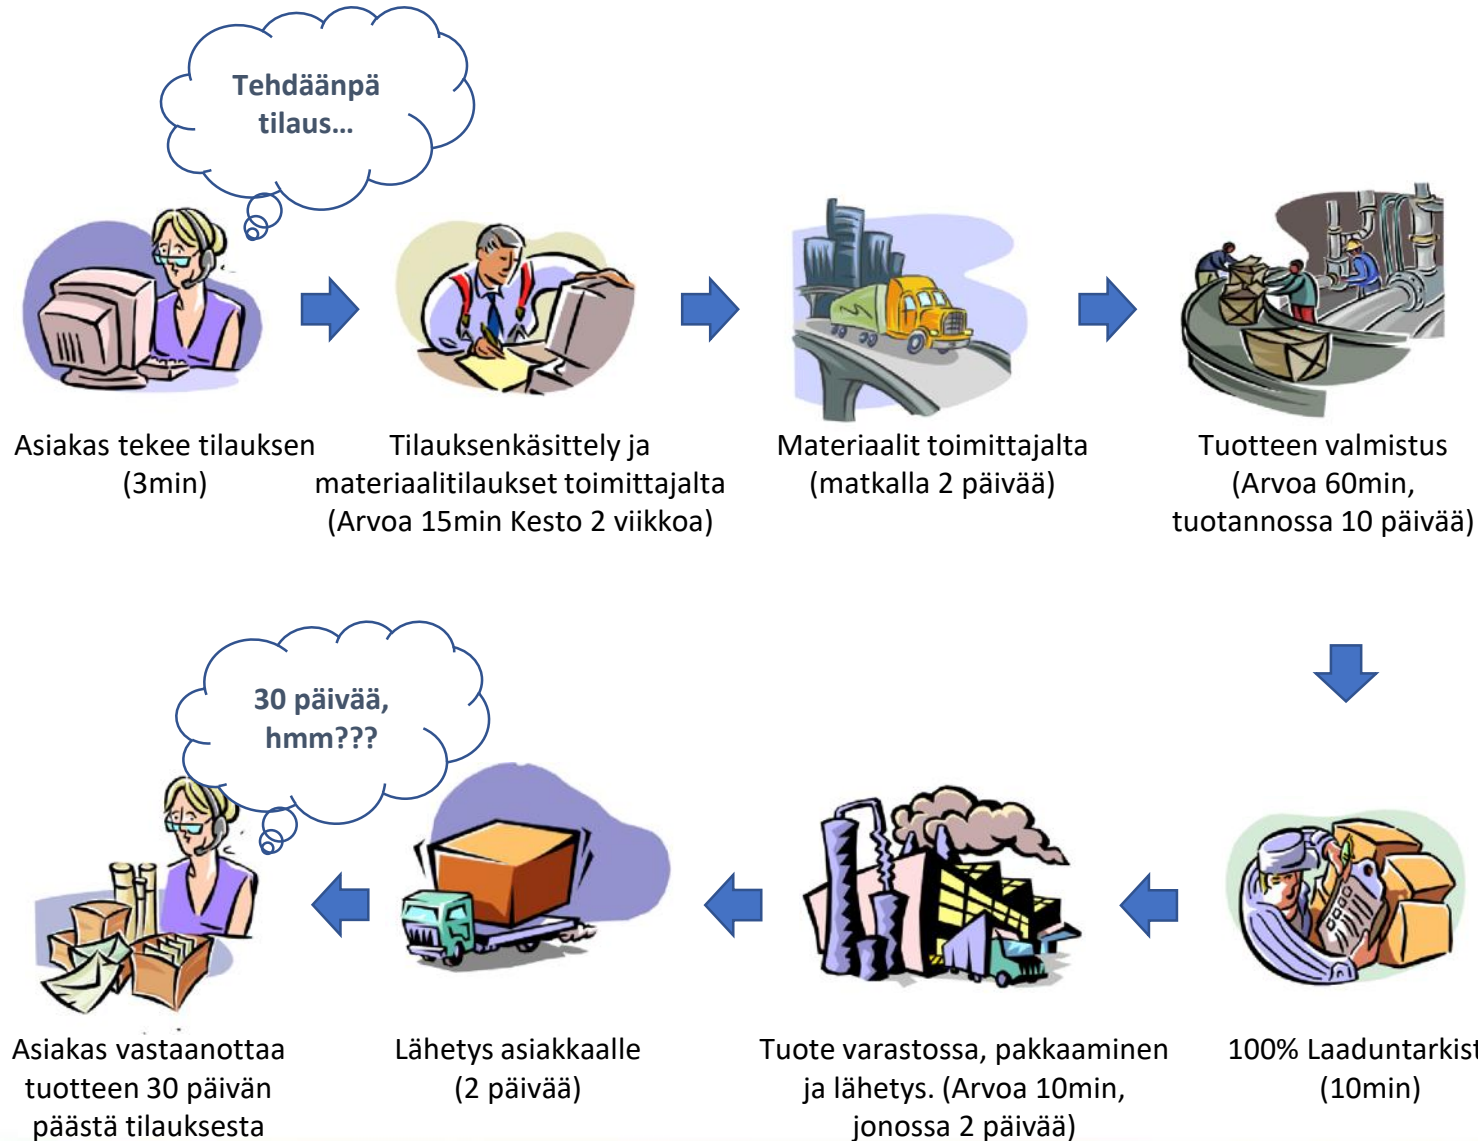 Tehdäänpä
tilaus…
Asiakas tekee tilauksen
(3min)
Tilauksenkäsittely ja
materiaalitilaukset toimittajalta
(Arvoa 15min Kesto 2 viikkoa)
Materiaalit toimittajalta
(matkalla 2 päivää)
Tuotteen valmistus
(Arvoa 60min,
tuotannossa 10 päivää)
30 päivää,
hmm???
Asiakas vastaanottaa
tuotteen 30 päivän
päästä tilauksesta
Lähetys asiakkaalle
(2 päivää)
Tuote varastossa, pakkaaminen
ja lähetys. (Arvoa 10min,
jonossa 2 päivää)
100% Laaduntarkist
(10min)